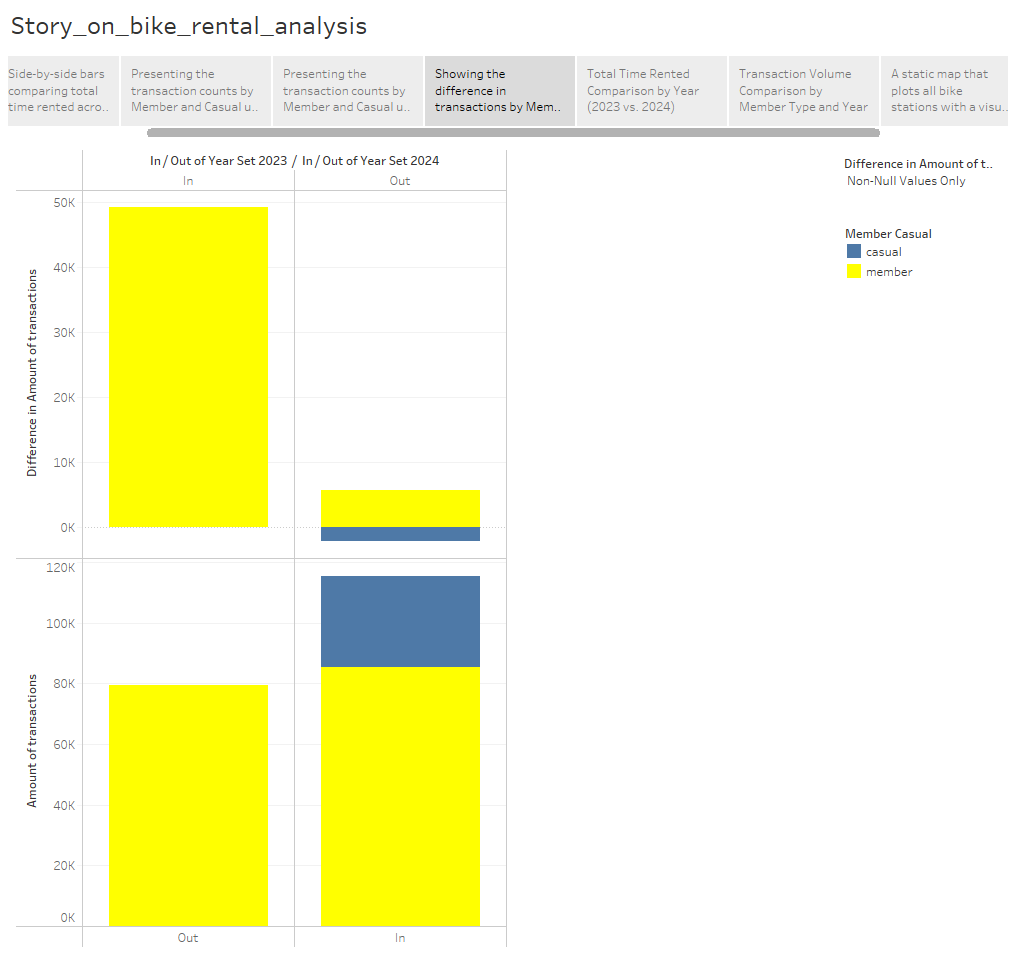 Story_on_bike_rental_analysis
Side-by-side bars
comparing total
time rented acro..
Presenting the
transaction counts by
Member and Casual u..
Presenting the
transaction counts by
Member and Casual u..
Showing the
difference in
transactions by Mem..
Total Time Rented
Comparison by Year
(2023 vs. 2024)
Transaction Volume
Comparison by
Member Type and Year
A static map that
plots all bike
stations with a visu..
In / Out of Year Set 2023 / In / Out of Year Set 2024
In
Out
Difference in Amount of transactions
50K
40K
30K
20K
10K
0K
Amount of transactions
120K
100K
80K
60K
40K
20K
0K
Out
In
Difference in Amount of t..
Non-Null Values Only
Member Casual
casual
member